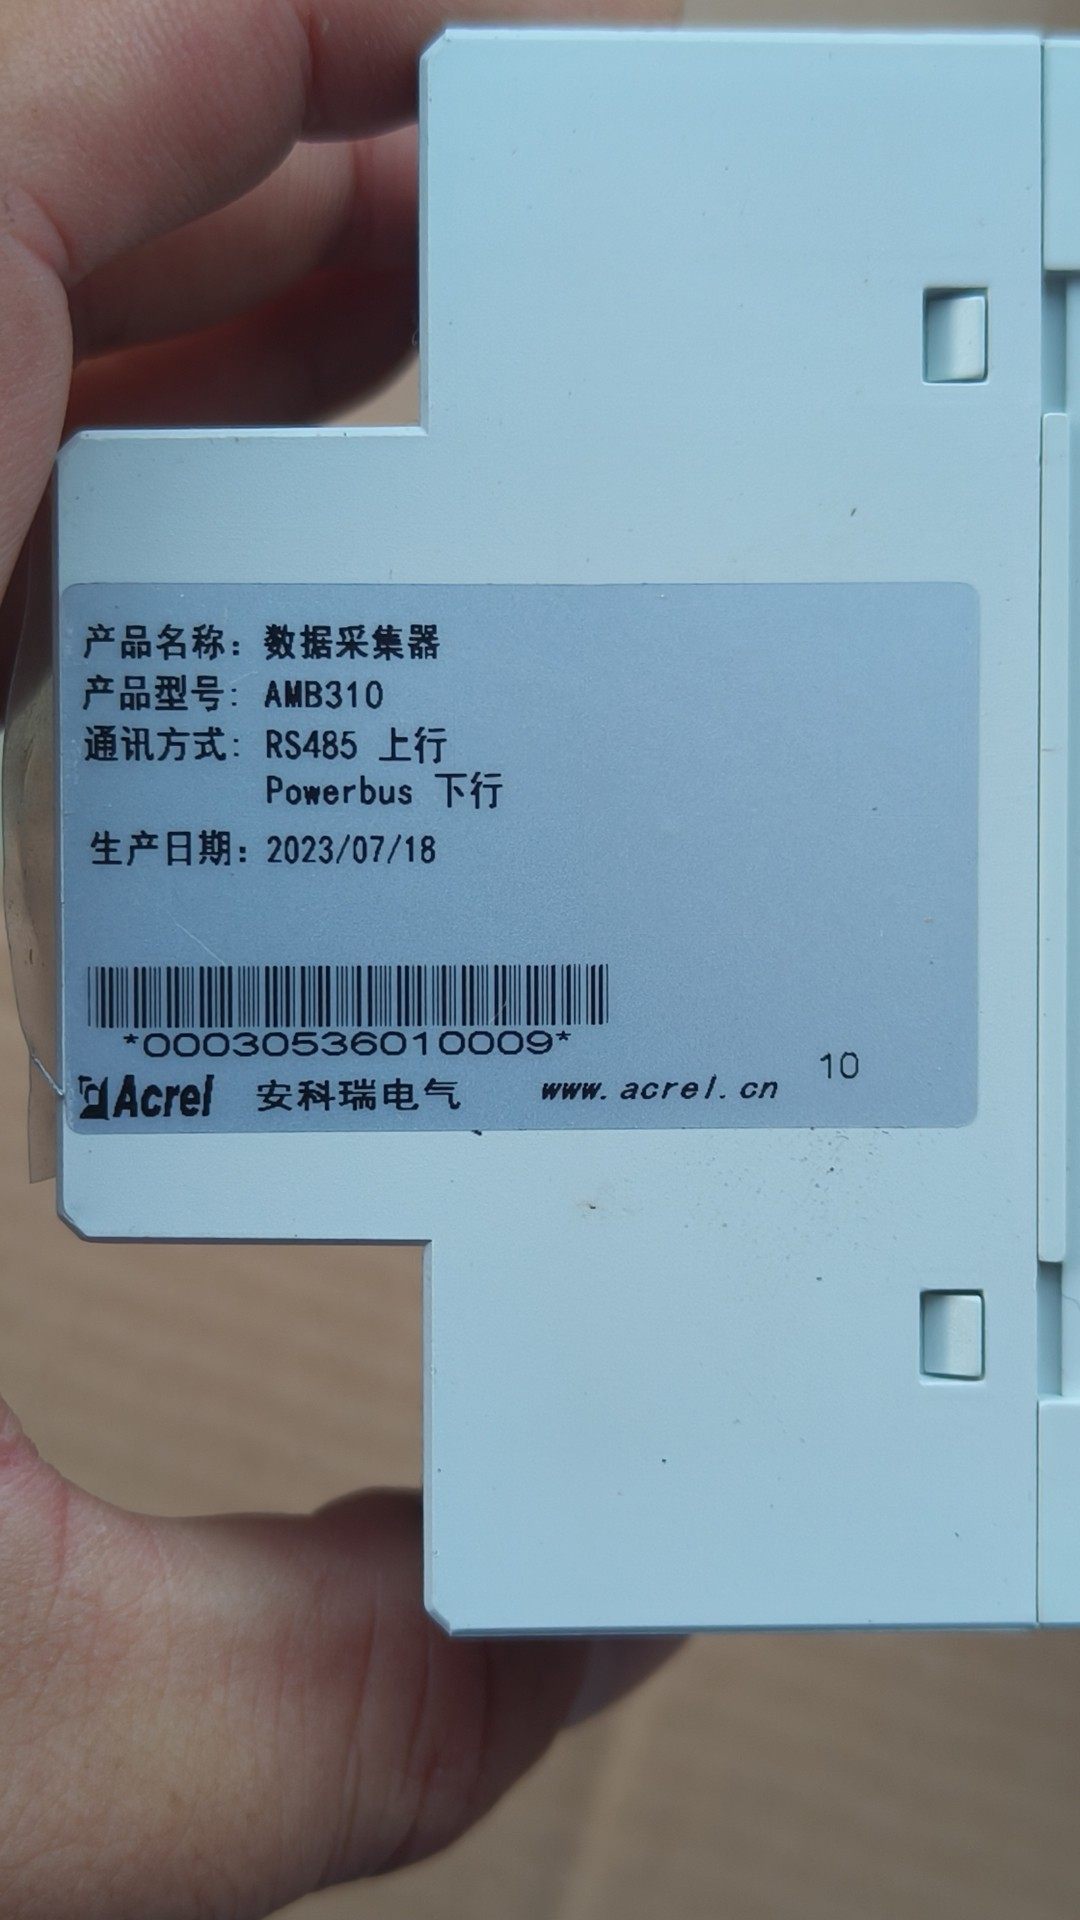 产品名称: 数据采集器
产品型号: AMB310
通讯方式: RS485 上行
Powerbus 下行
生产日期: 2023/07/18
*00030536010009*
10
Acrel 安科瑞电气 www.acrel.cn